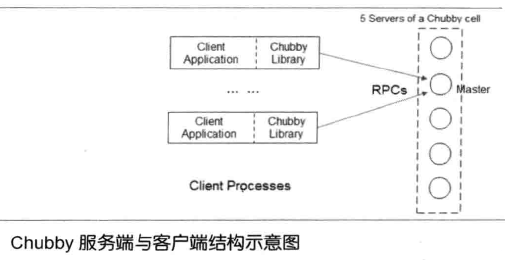 5 Servers of a Chubby cell
Client Application
Chubby Library
RPCs
Master
... ...
Client Application
Chubby Library
Client Processes
Chubby 服务端与客户端结构示意图